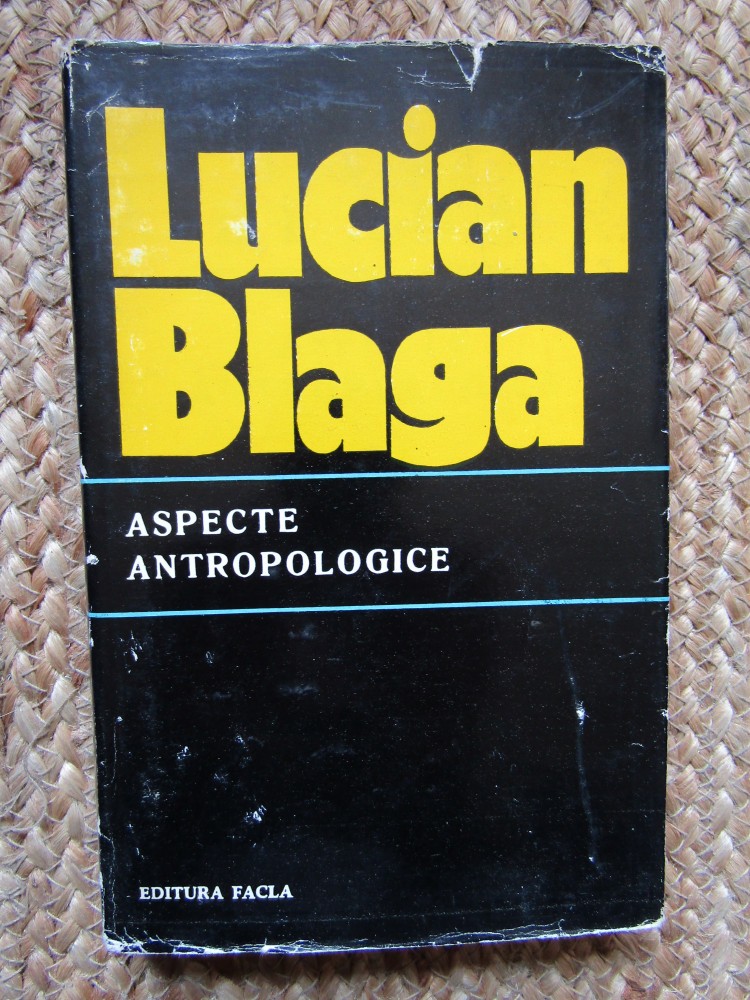 Lucian
Blaga
ASPECTE
ANTROPOLOGICE
EDITURA FACLA